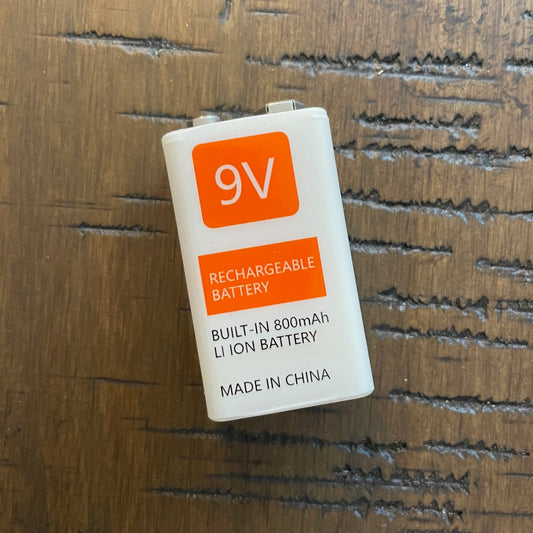 9V
RECHARGEABLE
BATTERY
BUILT-IN 800mAh
LI ION BATTERY
MADE IN CHINA